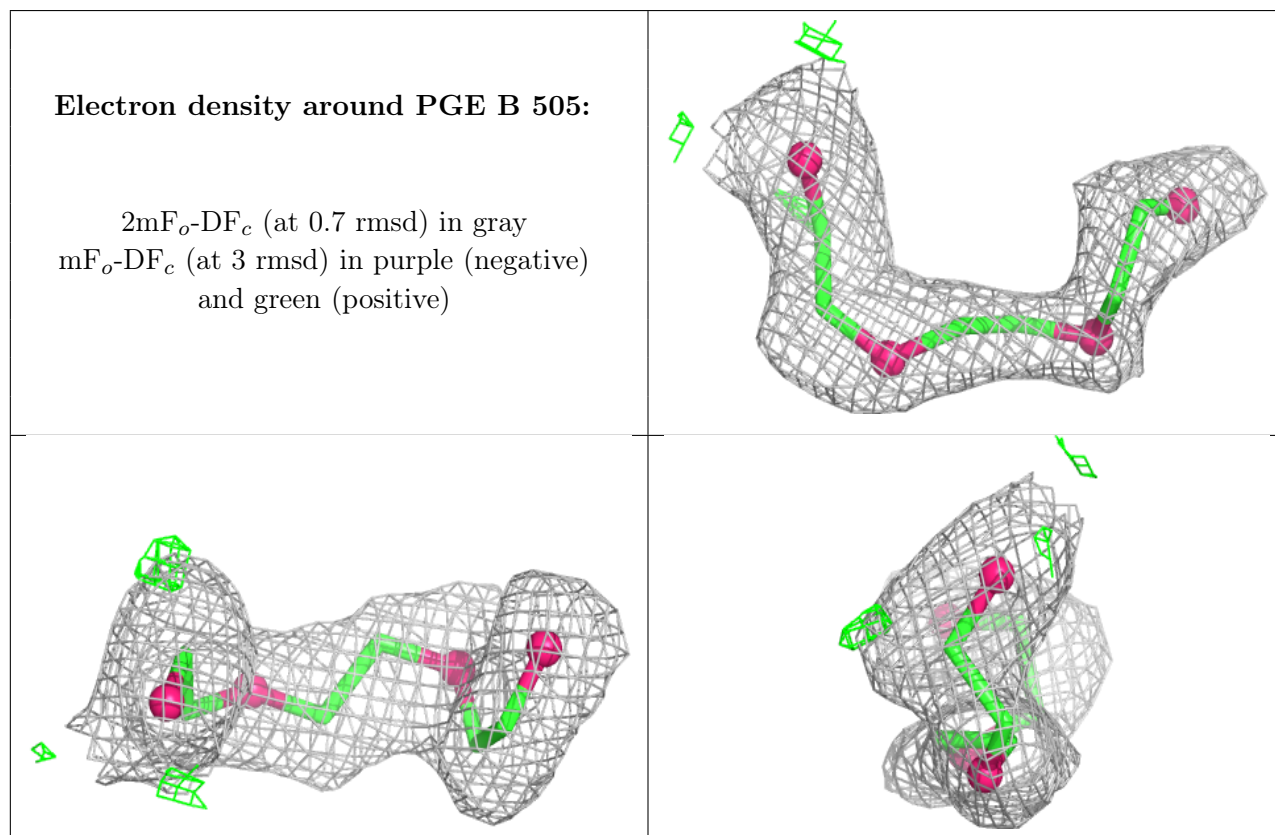 Electron density around PGE B 505:
2mFo-DFc (at 0.7 rmsd) in gray
mFo-DFc (at 3 rmsd) in purple (negative)
and green (positive)